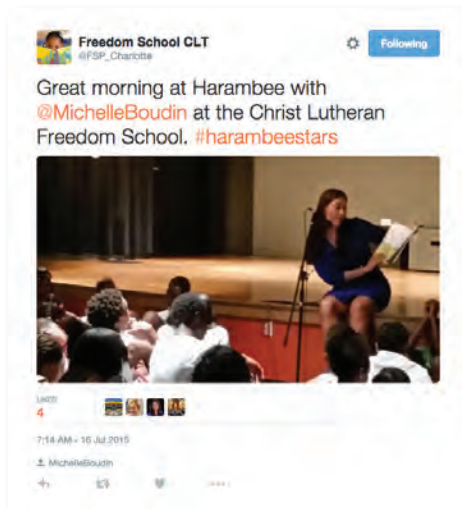 Freedom School CLT
@FSP_Charlotte
Following
Great morning at Harambee with
@MichelleBoudin at the Christ Lutheran
Freedom School. #harambeestars
LIKES
4
7:14 AM - 16 Jul 2015
MichelleBoudin